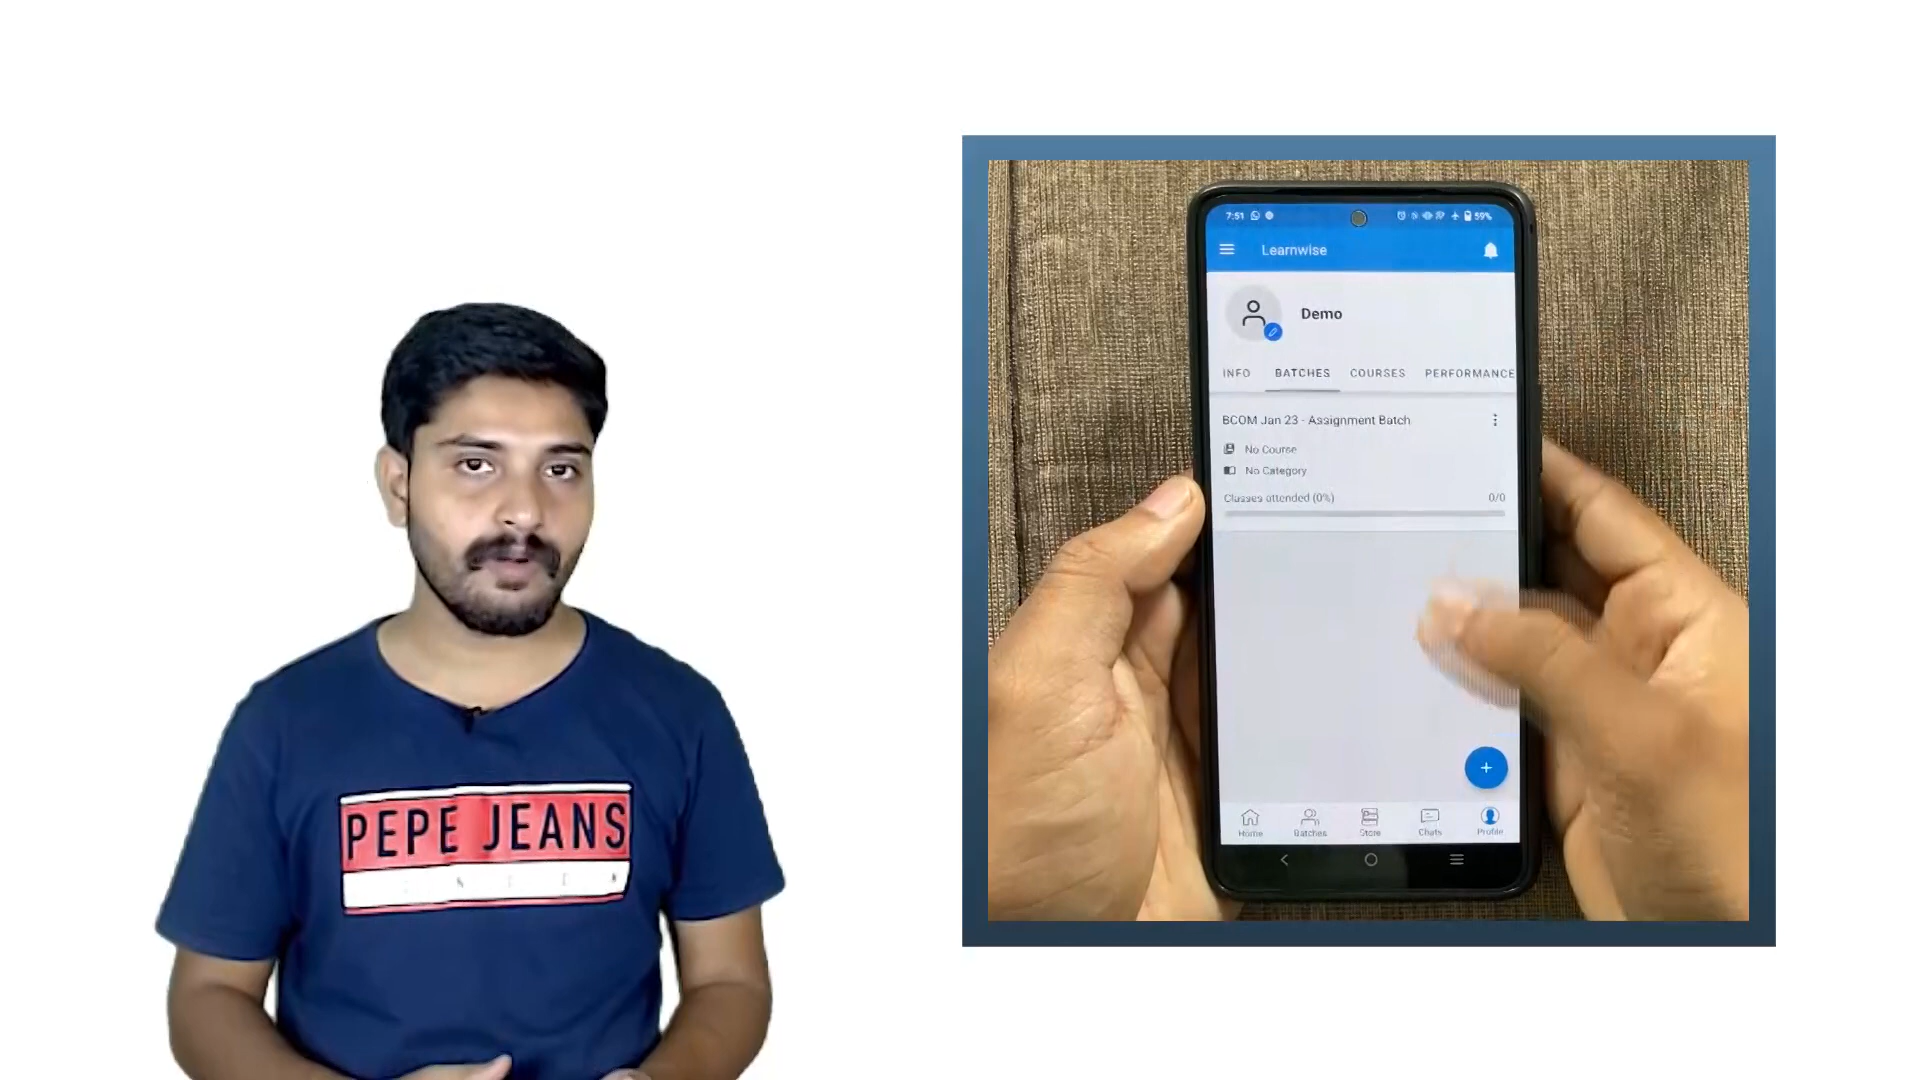 PEPE JEANS
7:51
59%
Learnwise
Demo
INFO BATCHES COURSES PERFORMANCE
BCOM Jan 23 - Assignment Batch
No Course
No Category
Classes attended (0%) 0/0
+
Home Batches Store Chats Profile